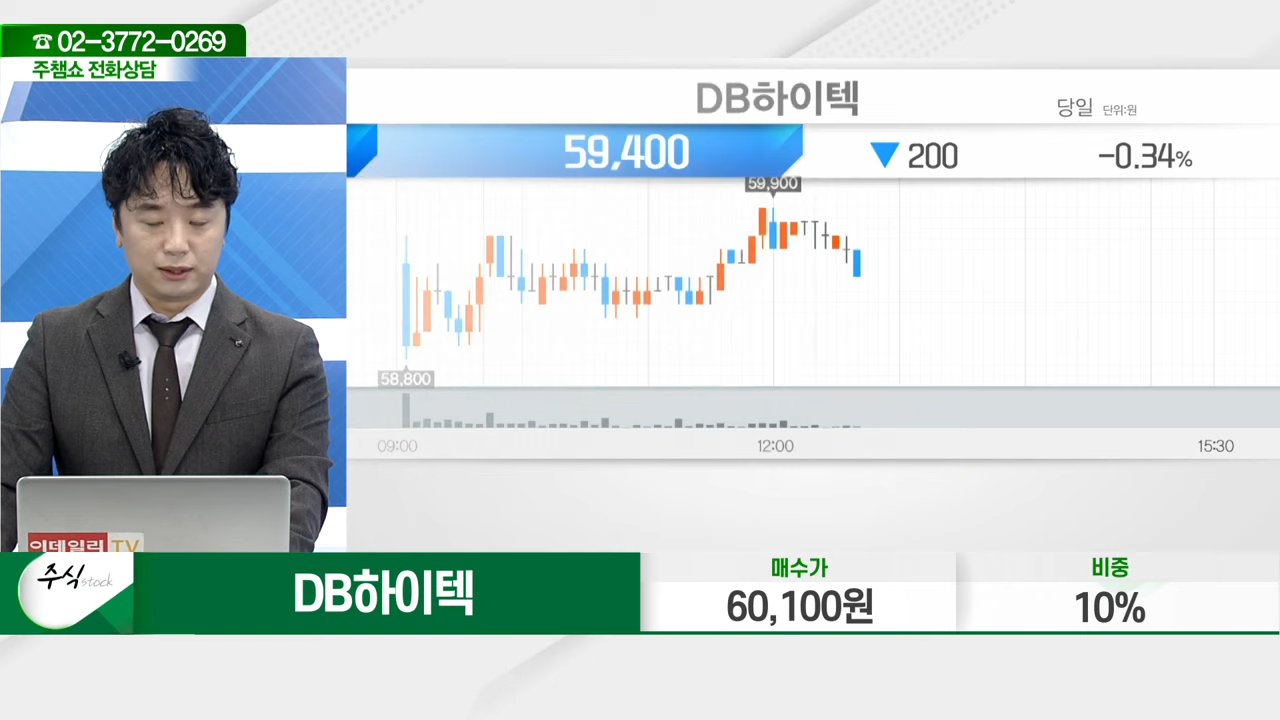 ☎ 02-3772-0269
주챔쇼 전화상담
DB하이텍
당일 단위:원
59,400 ▼ 200 -0.34%
59,900
58,800
09:00 12:00 15:30
이데일리 TV
주식 stock
DB하이텍
매수가
60,100원
비중
10%